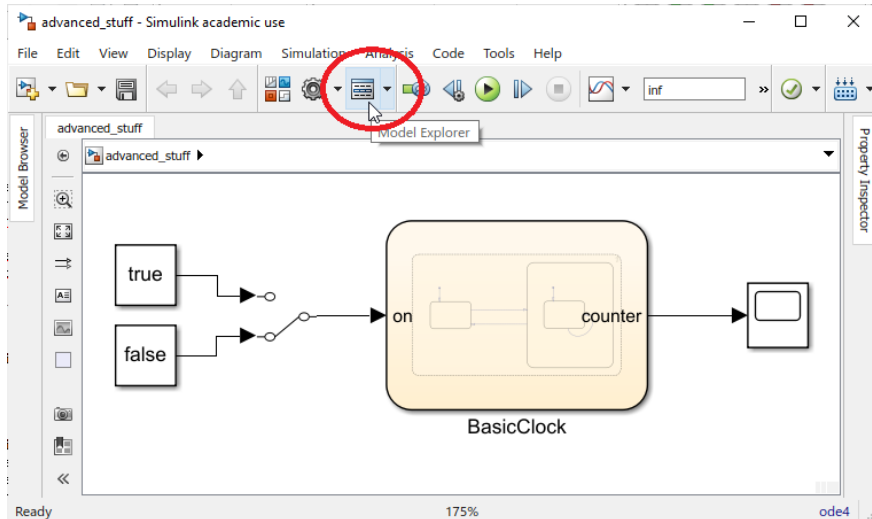 advanced_stuff - Simulink academic use
File Edit View Display Diagram Simulation Analysis Code Tools Help
inf
Model Explorer
Model Browser
advanced_stuff
Property Inspector
advanced_stuff
true
false
on
counter
BasicClock
Ready 175% ode4